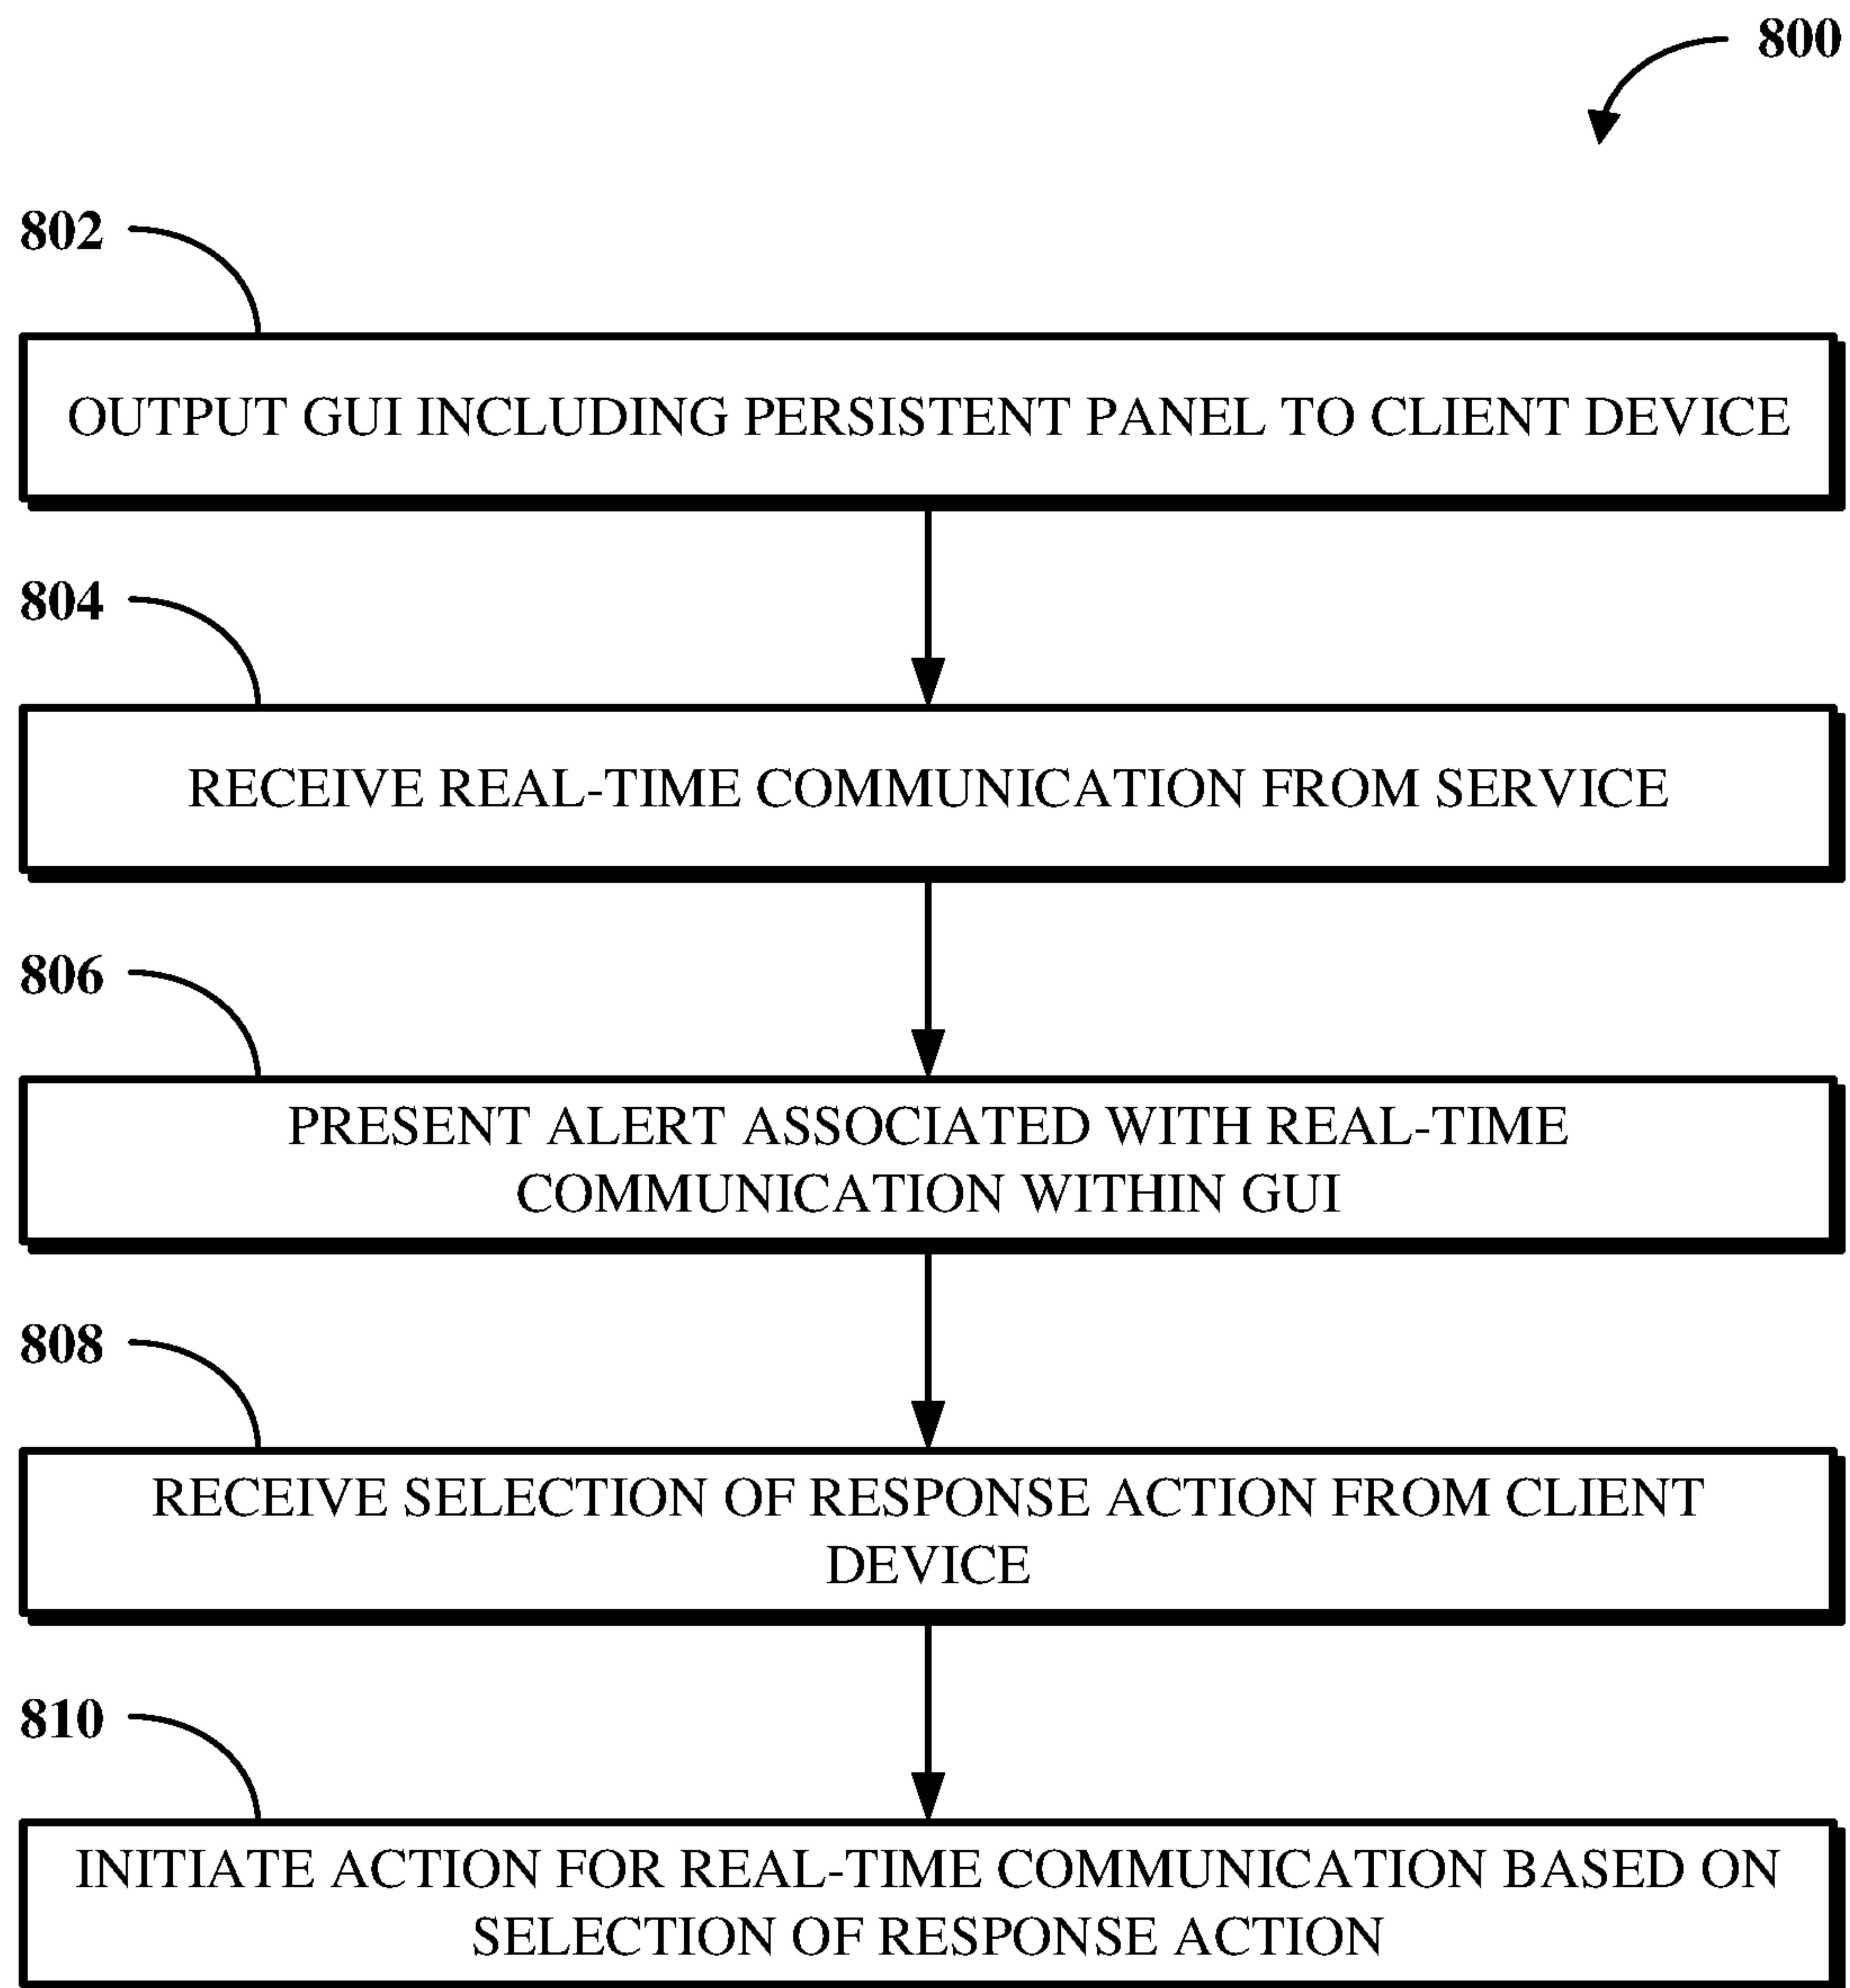 800
802
OUTPUT GUI INCLUDING PERSISTENT PANEL TO CLIENT DEVICE
804
RECEIVE REAL-TIME COMMUNICATION FROM SERVICE
806
PRESENT ALERT ASSOCIATED WITH REAL-TIME
COMMUNICATION WITHIN GUI
808
RECEIVE SELECTION OF RESPONSE ACTION FROM CLIENT
DEVICE
810
INITIATE ACTION FOR REAL-TIME COMMUNICATION BASED ON
SELECTION OF RESPONSE ACTION